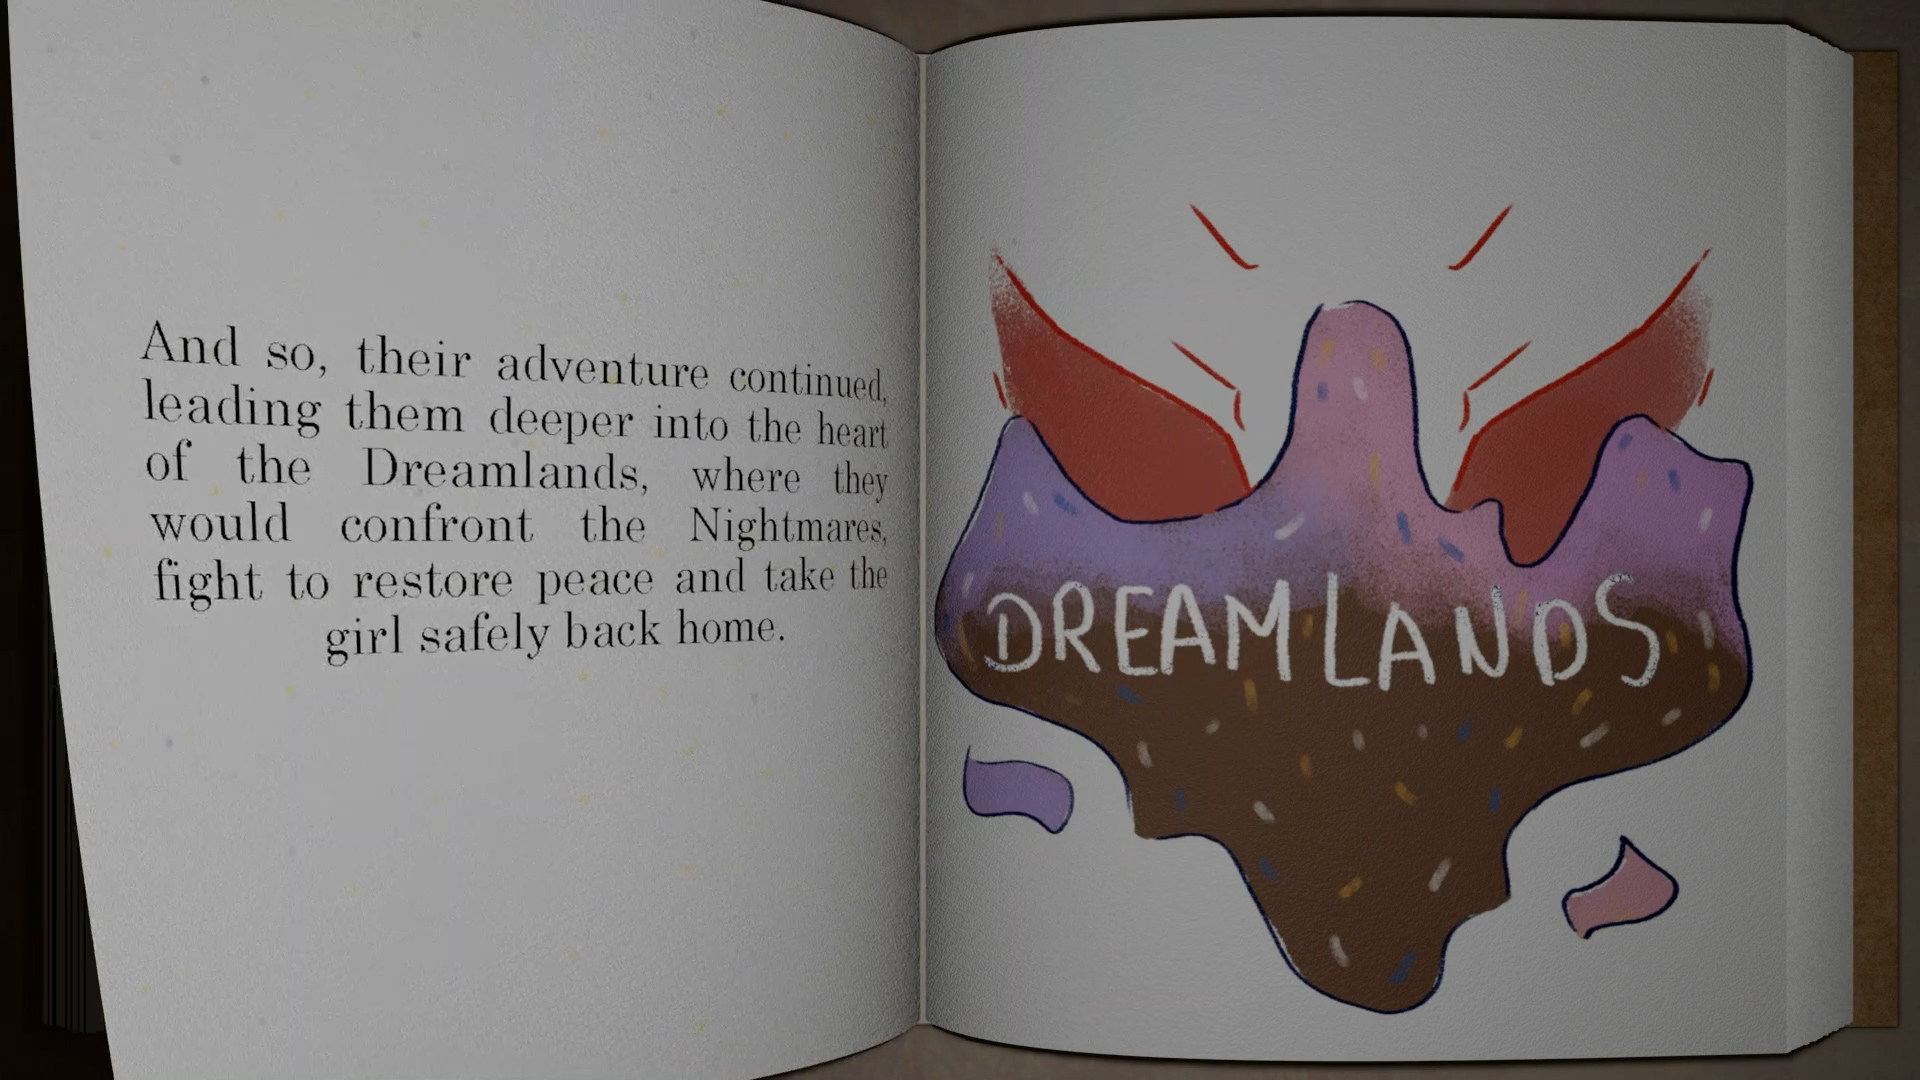 And so, their adventure continued,
leading them deeper into the heart
of the Dreamlands, where they
would confront the Nightmares,
fight to restore peace and take the
girl safely back home.
DREAMLANDS